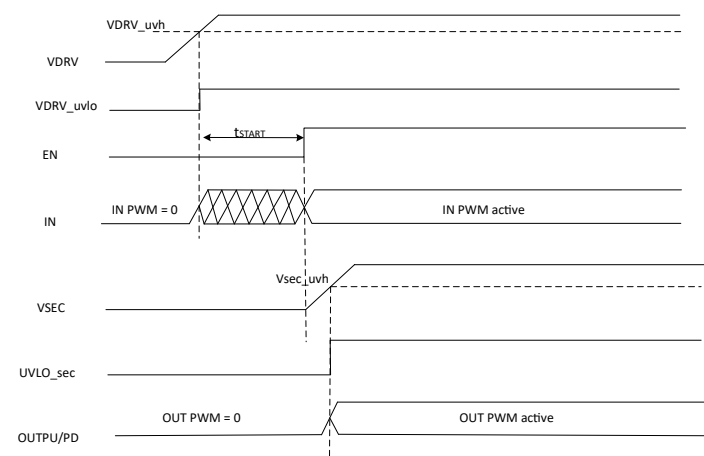 VDRV_uvh
VDRV
VDRV_uvlo
tSTART
EN
IN PWM = 0
IN PWM active
IN
Vsec_uvh
VSEC
UVLO_sec
OUT PWM = 0
OUT PWM active
OUTPU/PD